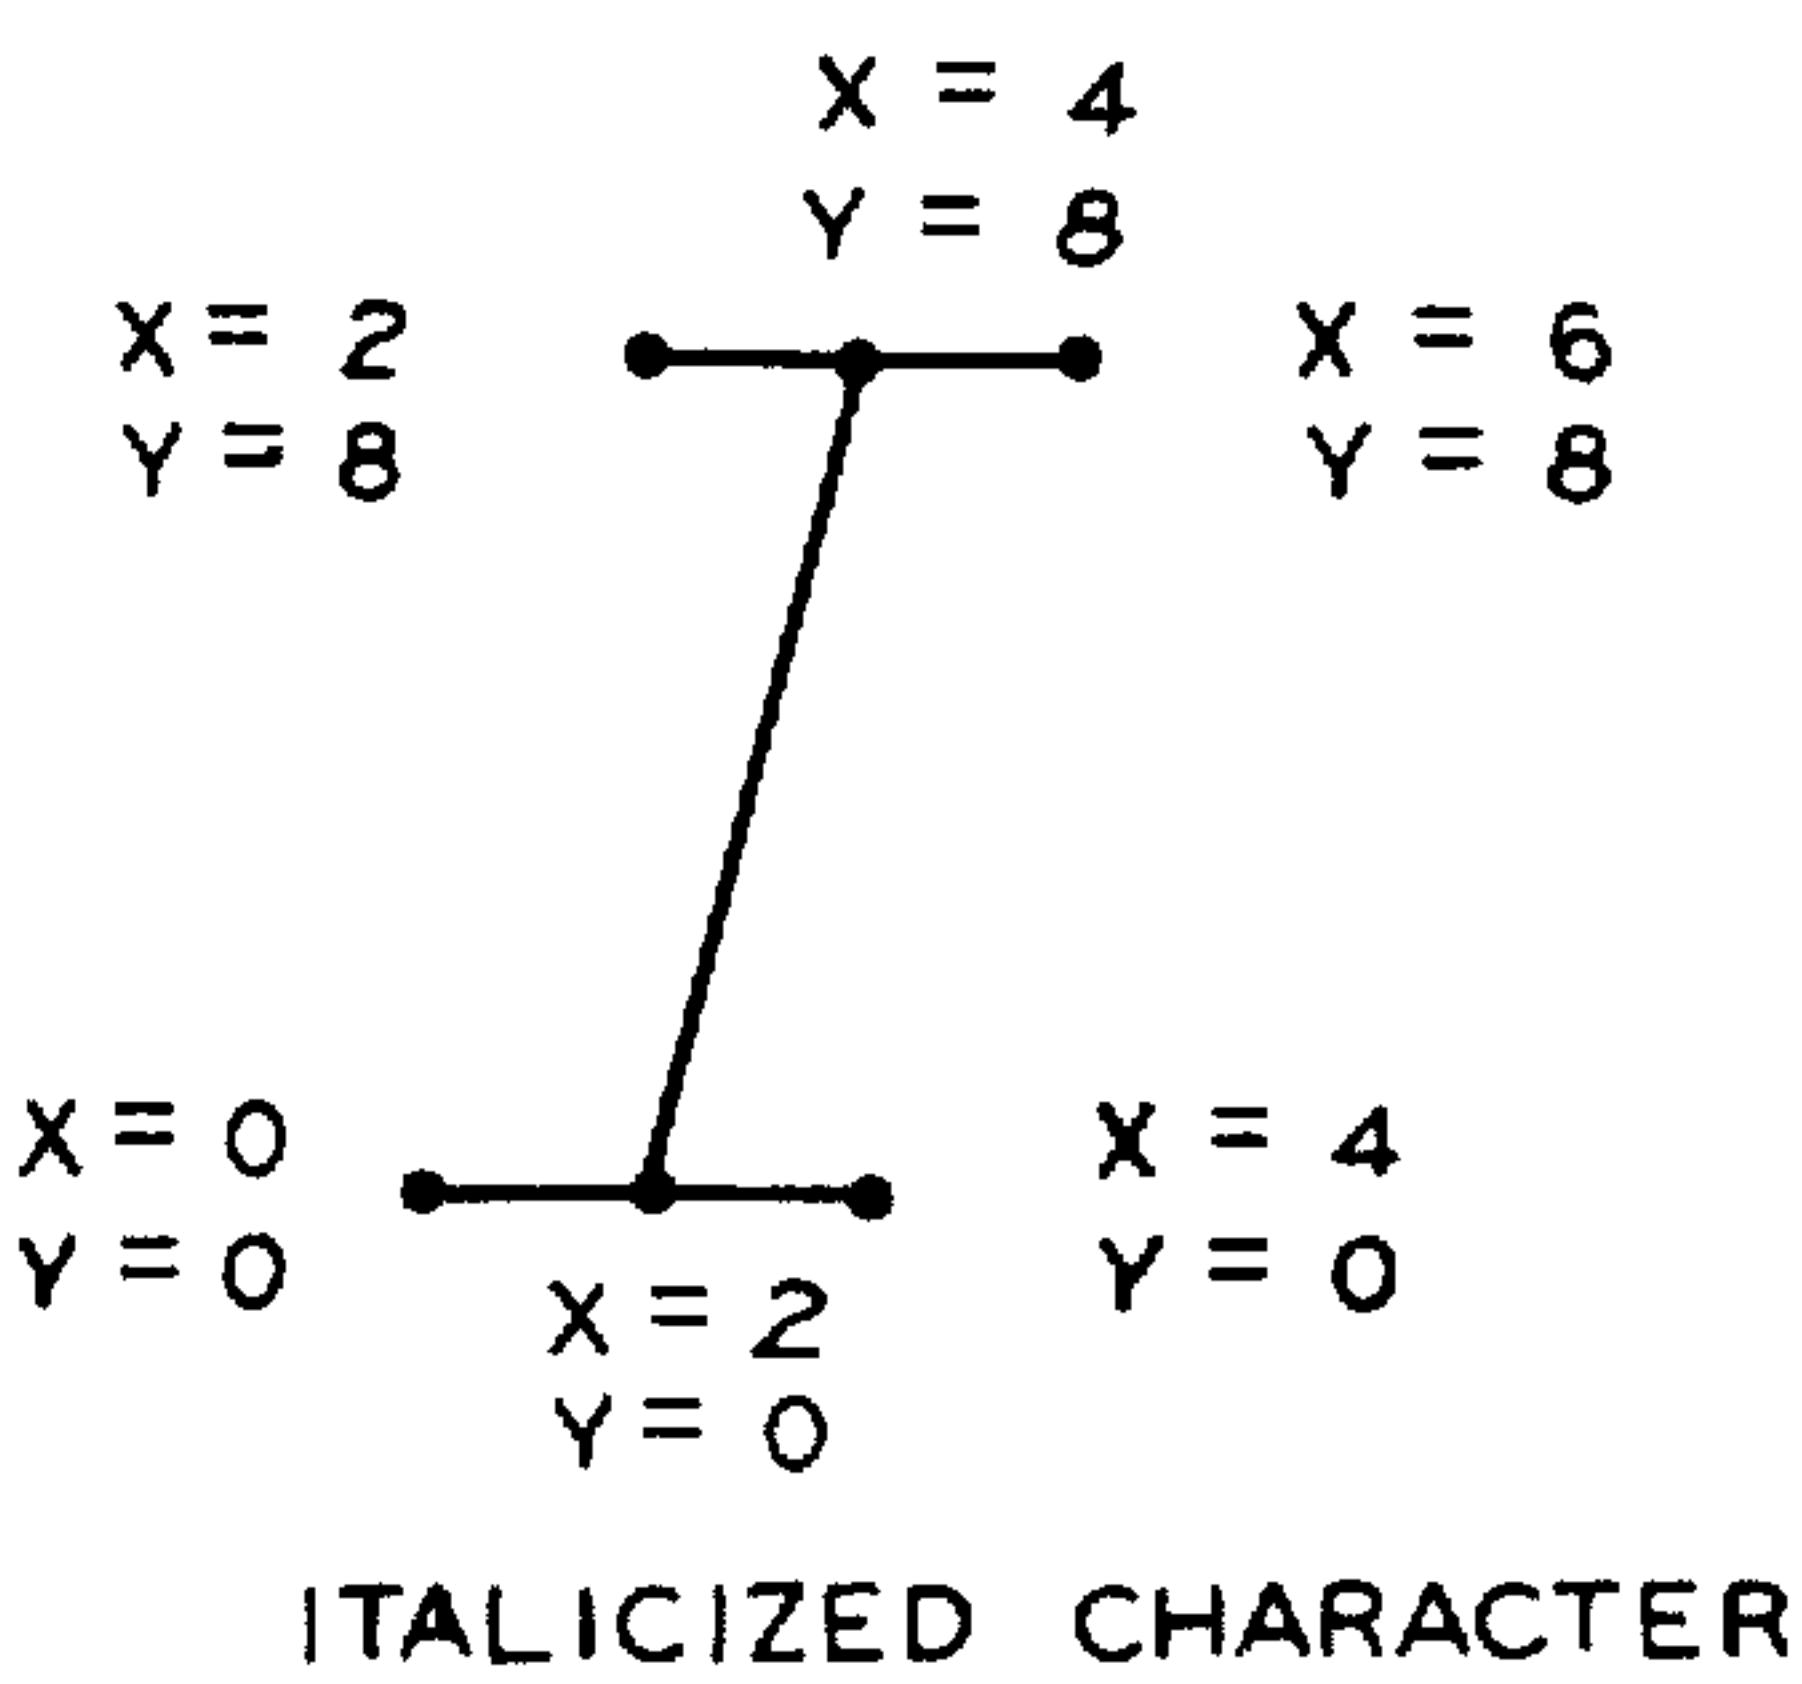 X = 4
Y = 8
X = 2
Y = 8
X = 6
Y = 8
X = 0
Y = 0
X = 4
Y = 0
X = 2
Y = 0
ITALICIZED CHARACTER